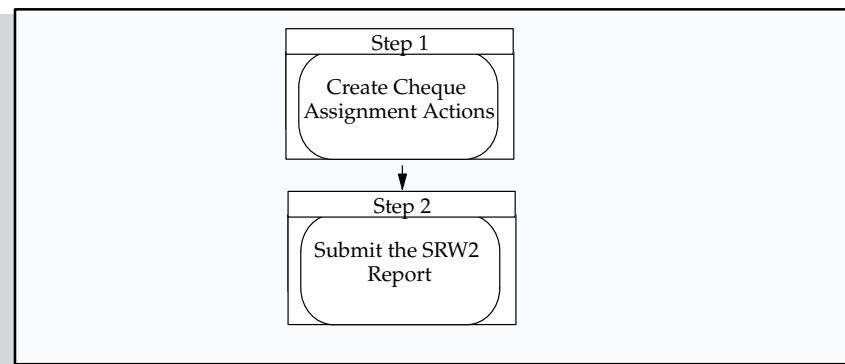 Step 1
Create Cheque
Assignment Actions
Step 2
Submit the SRW2
Report